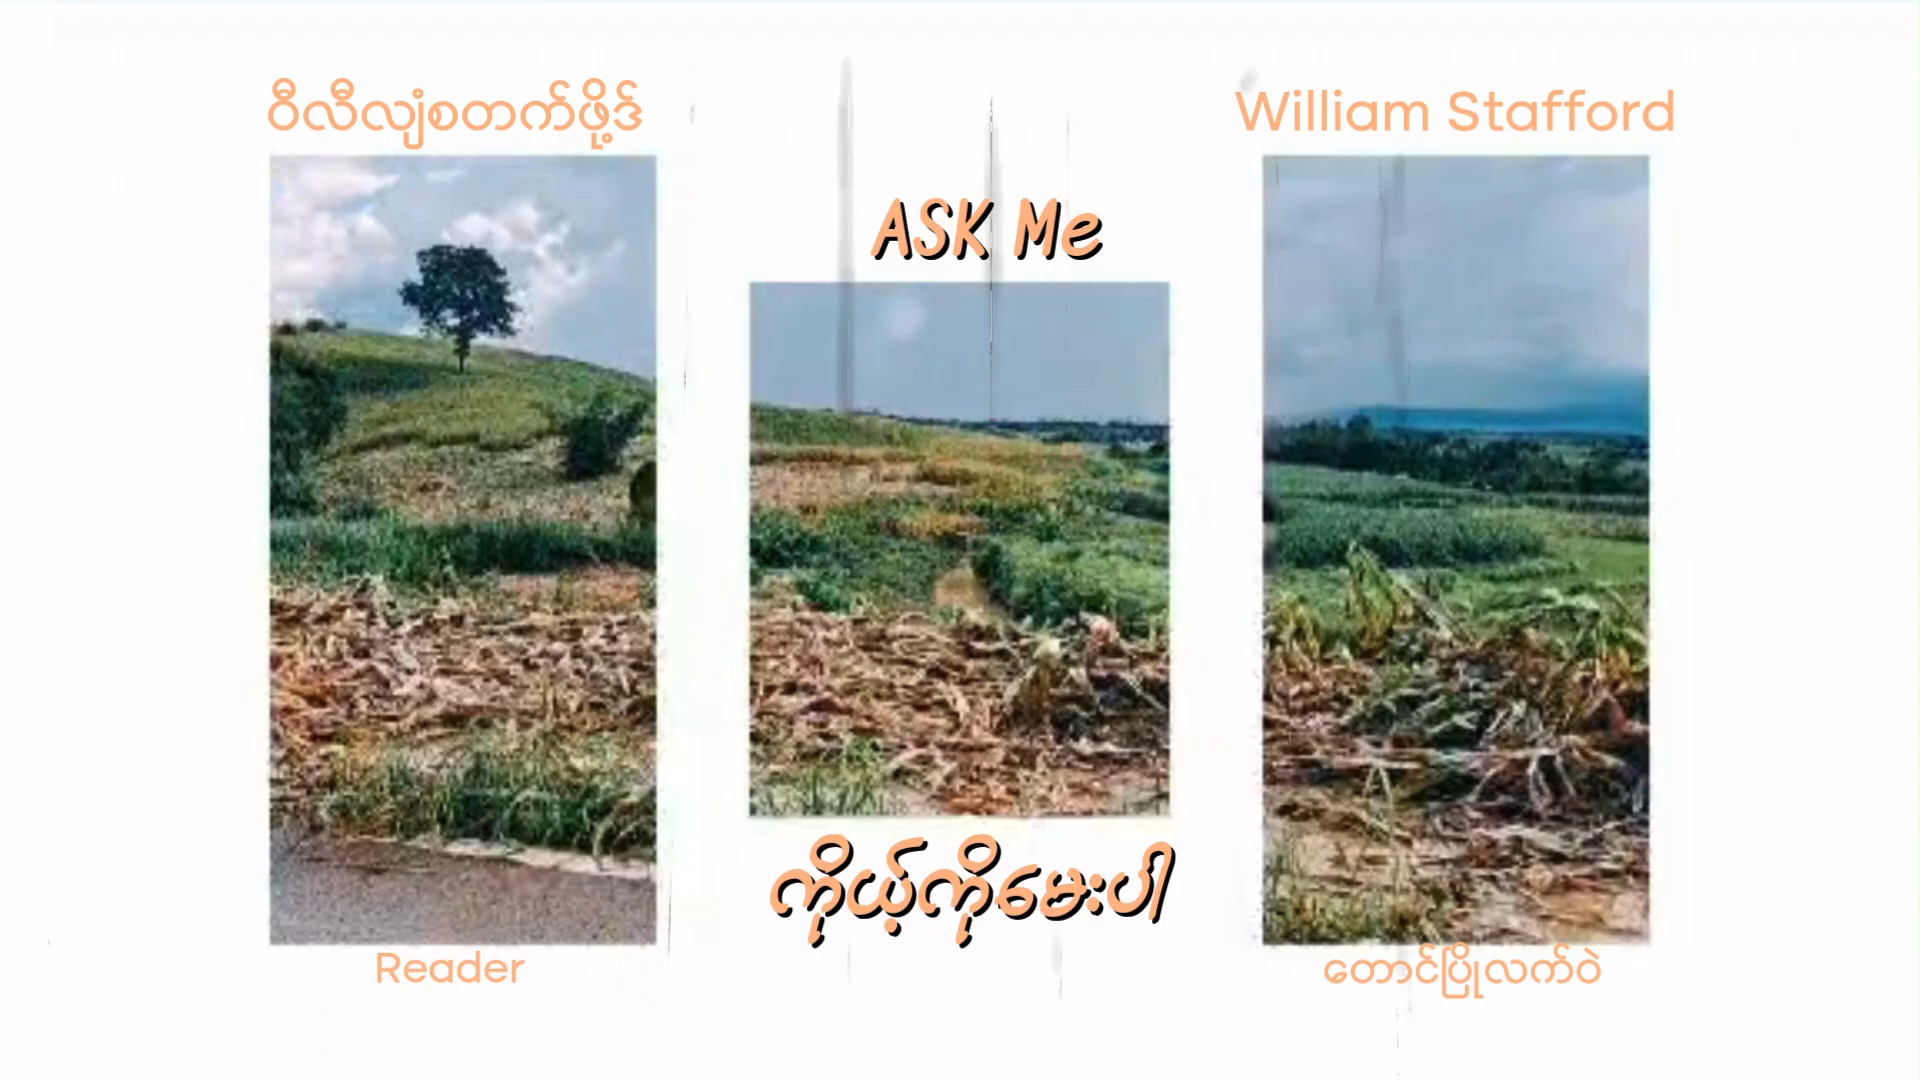 ဝီလီလျံစတက်ဖို့ဒ်
William Stafford
ASK Me
ကိုယ့်ကိုမေးပါ
Reader
တောင်ပြိုလက်ဝဲ